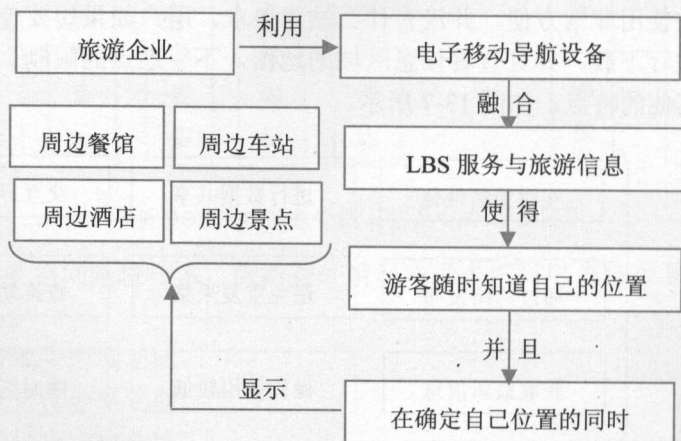 旅游企业
利用
电子移动导航设备
融合
LBS 服务与旅游信息
使得
游客随时知道自己的位置
并且
在确定自己位置的同时
显示
周边餐馆
周边车站
周边酒店
周边景点